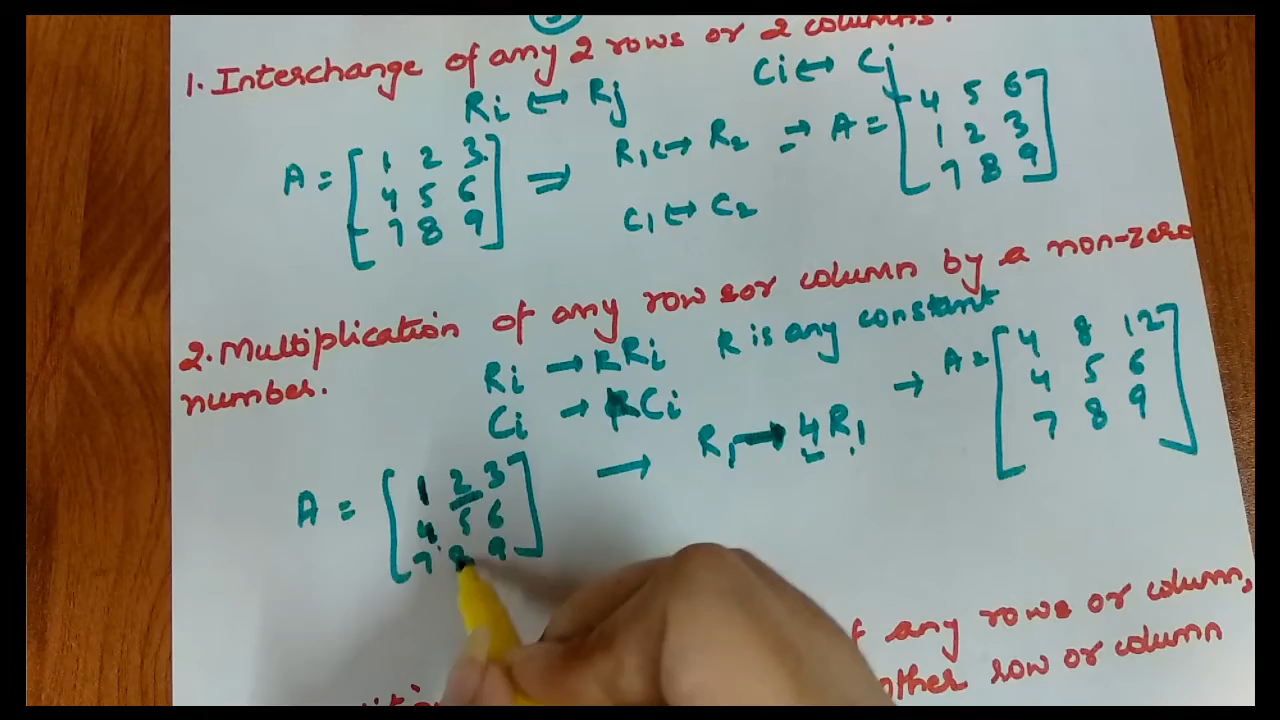 1. Interchange of any 2 rows or 2 columns.
Ri ↔ Rj Ci ↔ Cj
A = [1 2 3 ⇒ R1 ↔ R2 ⇒ A = [4 5 6
4 5 6 1 2 3
7 8 9] C1 ↔ C2 7 8 9]
2. Multiplication of any row or column by a non-zero
number.
Ri → kRi k is any constant
Ci → kCi
A = [1 2 3 → R1 → 4R1 → A = [4 8 12
4 5 6 4 5 6
7 8 9] 7 8 9]
any rows or column,
row or column